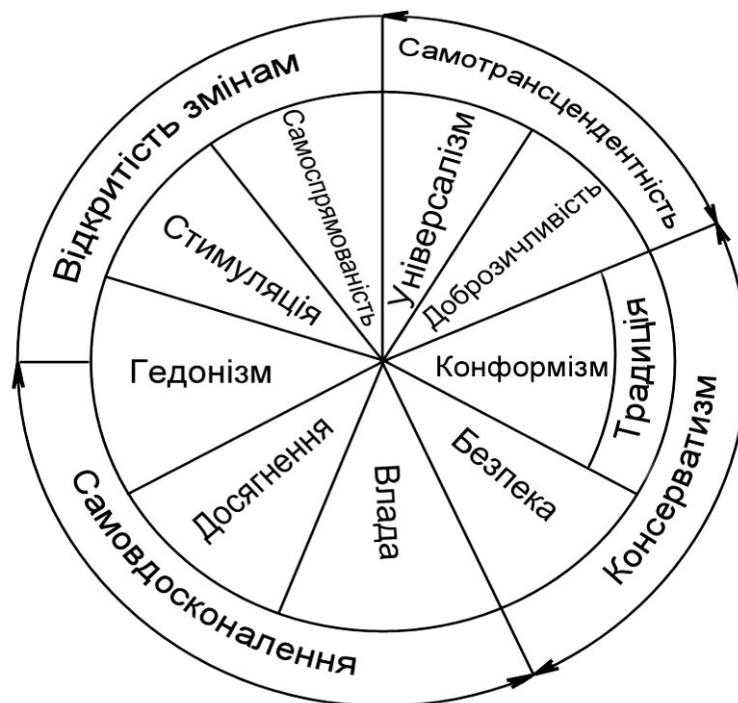 Відкритість змінам
Самотрансцендентність
Консерватизм
Самовдосконалення
Самоспрямованість
Універсалізм
Доброзичливість
Стимуляція
Гедонізм
Конформізм
Традиція
Досягнення
Влада
Безпека